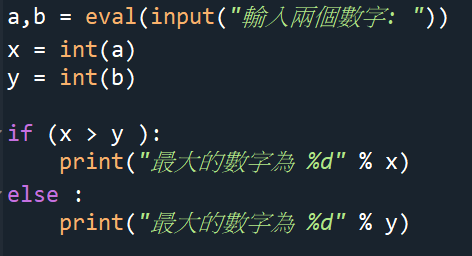 a,b = eval(input("輸入兩個數字: "))
x = int(a)
y = int(b)
if (x > y ):
print("最大的數字為 %d" % x)
else :
print("最大的數字為 %d" % y)